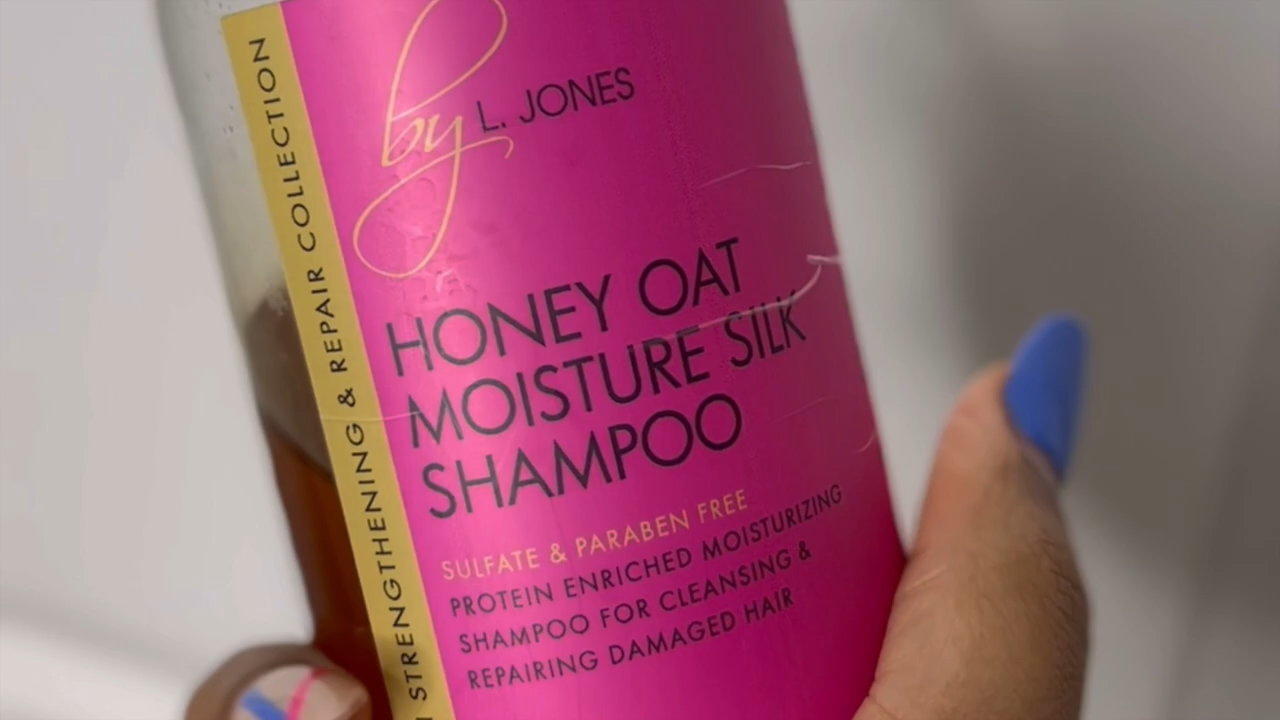 by L. JONES
HONEY OAT
MOISTURE SILK
SHAMPOO
SULFATE & PARABEN FREE
PROTEIN ENRICHED MOISTURIZING
SHAMPOO FOR CLEANSING &
REPAIRING DAMAGED HAIR
STRENGTHENING & REPAIR COLLECTION